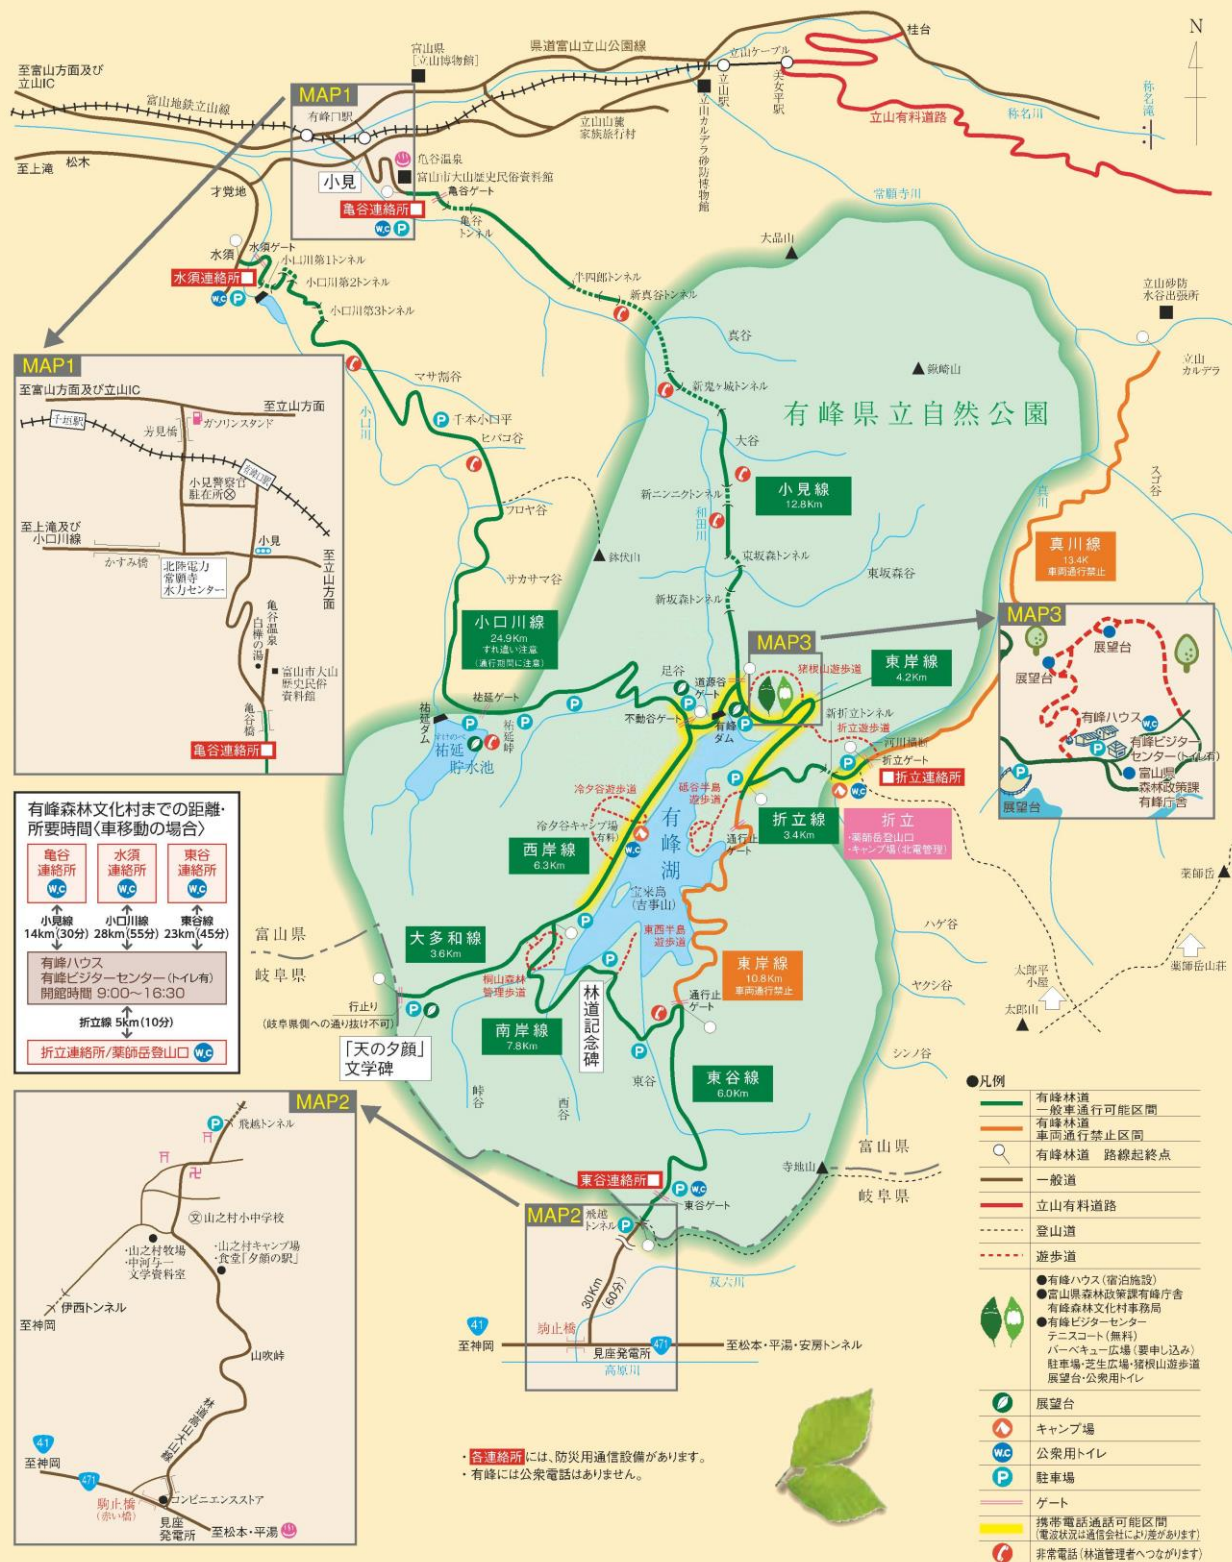 N
桂台
県道富山立山公園線
立山ケーブル
富山県
[立山博物館]
至富山方面及び
立山IC
富山地鉄立山線
MAP1
有峰口駅
立山駅
美女平駅
称名川
称名滝
立山有料道路
立山山麓
家族旅行村
立山カルデラ砂防博物館
常願寺川
至上滝
松木
小見
亀谷温泉
富山市大山歴史民俗資料館
才覚地
亀谷連絡所
亀谷ゲート
亀谷
トンネル
W.C
P
水須
水須ゲート
小口川第1トンネル
小口川第2トンネル
小口川第3トンネル
水須連絡所
W.C
P
大品山
半四郎トンネル
新真谷トンネル
真谷
立山砂防
水谷出張所
立山
カルデラ
鍬崎山
有峰県立自然公園
マサ割谷
小口川
P
千本小口平
ヒバコ谷
新鬼ヶ城トンネル
大谷
新ニンニクトンネル
小見線
12.8Km
和田川
東坂森トンネル
東坂森谷
新坂森トンネル
フロヤ谷
鉢伏山
サカサマ谷
スゴ谷
真川
真川線
13.4K
車両通行禁止
MAP1
至富山方面及び立山IC
至立山方面
千垣駅
芳見橋
ガソリンスタンド
有峰口駅
小見警察官
駐在所
至上滝及び
小口川線
小見
かすみ橋
北陸電力
常願寺
水力センター
至立山方面
亀谷温泉
白樺の湯
富山市大山
歴史民俗
資料館
亀谷橋
亀谷連絡所
小口川線
24.9Km
すれ違い注意
(通行期間に注意)
MAP3
猪根山遊歩道
東岸線
4.2Km
足谷
道源谷
ゲート
祐延ゲート
祐延ダム
すけのべ
祐延
貯水池
祐延峠
不動谷ゲート
有峰
ダム
新折立トンネル
折立遊歩道
河川横断
折立ゲート
折立連絡所
W.C
折立線
3.4Km
折立
・薬師岳登山口
・キャンプ場(北電管理)
MAP3
展望台
展望台
有峰ハウス
W.C
有峰ビジター
センター(トイレ有)
P
富山県
森林政策課
有峰庁舎
展望台
薬師岳
薬師岳山荘
冷夕谷遊歩道
冷夕谷キャンプ場
(有料)
W.C
砥谷半島
遊歩道
有峰湖
通行止
ゲート
西岸線
6.3Km
宝来島
(吉事山)
東西半島
遊歩道
ハゲ谷
太郎平
小屋
太郎山
ヤクシ谷
シンノ谷
有峰森林文化村までの距離・
所要時間〈車移動の場合〉
亀谷
連絡所
W.C
水須
連絡所
W.C
東谷
連絡所
W.C
小見線
14km(30分)
小口川線
28km(55分)
東谷線
23km(45分)
有峰ハウス
有峰ビジターセンター(トイレ有)
開館時間 9:00～16:30
折立線 5km(10分)
折立連絡所/薬師岳登山口
W.C
富山県
岐阜県
大多和線
3.6Km
桐山森林
管理歩道
行止り
(岐阜県側への通り抜け不可)
「天の夕顔」
文学碑
南岸線
7.8Km
林道記念碑
東岸線
10.8Km
車両通行禁止
通行止
ゲート
峠谷
西谷
東谷
東谷線
6.0Km
東谷連絡所
P
W.C
東谷ゲート
寺地山
富山県
岐阜県
MAP2
飛越
トンネル
P
双六川
30Km
(60分)
駒止橋
41
至神岡
見座発電所
471
至松本・平湯・安房トンネル
高原川
MAP2
P
飛越トンネル
山之村小中学校
・山之村牧場
・中河与一
文学資料室
・山之村キャンプ場
・食堂「夕顔の駅」
伊西トンネル
至神岡
山吹峠
林道高山大山線
41
至神岡
471
駒止橋
(赤い橋)
コンビニエンスストア
見座
発電所
至松本・平湯
・各連絡所には、防災用通信設備があります。
・有峰には公衆電話はありません。
●凡例
有峰林道
一般車通行可能区間
有峰林道
車両通行禁止区間
有峰林道 路線起終点
一般道
立山有料道路
登山道
遊歩道
●有峰ハウス(宿泊施設)
●富山県森林政策課有峰庁舎
有峰森林文化村事務局
●有峰ビジターセンター
テニスコート(無料)
バーベキュー広場(要申し込み)
駐車場・芝生広場・猪根山遊歩道
展望台・公衆用トイレ
展望台
キャンプ場
W.C
公衆用トイレ
P
駐車場
ゲート
携帯電話通話可能区間
(電波状況は通信会社により差があります)
非常電話(林道管理者へつながります)